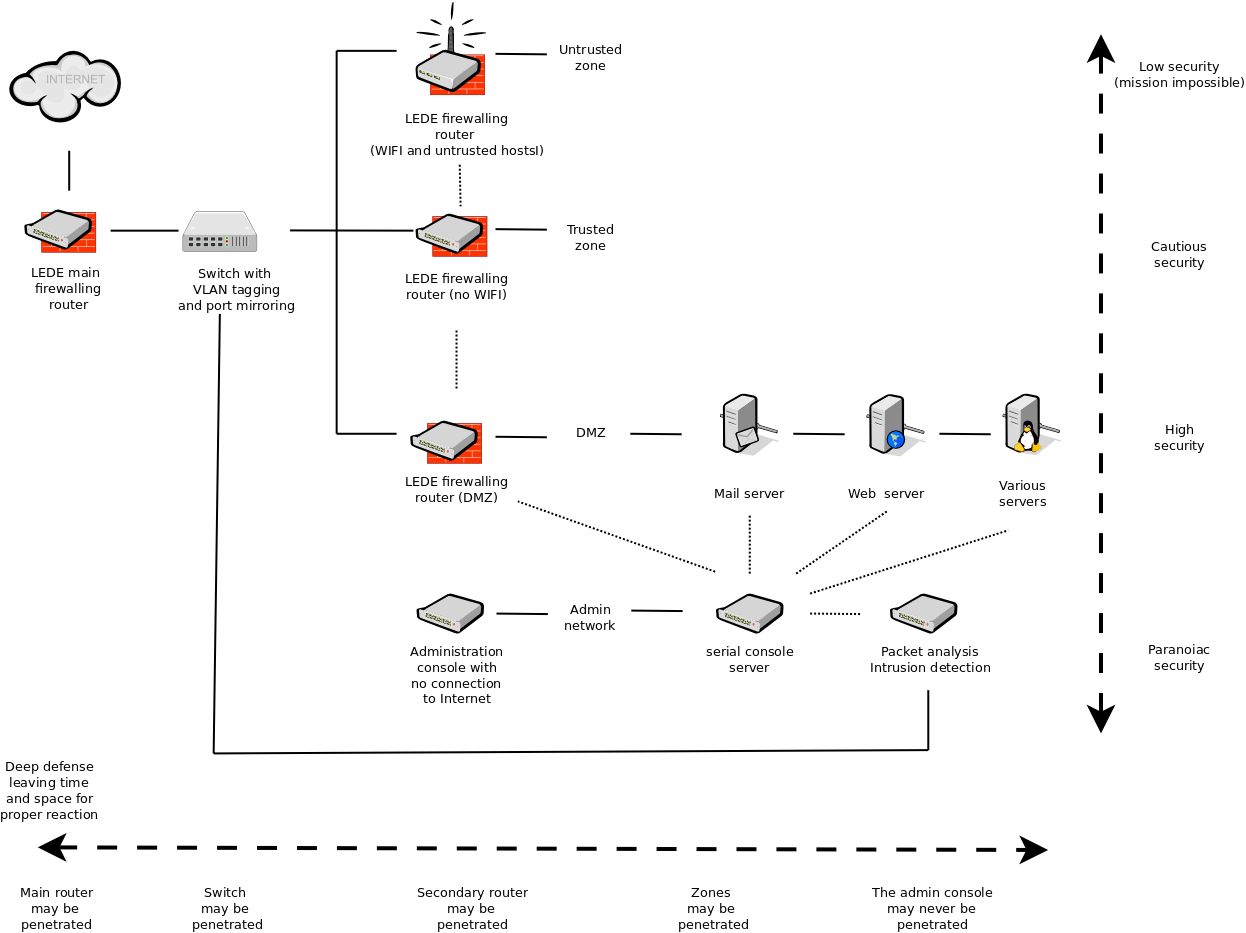 INTERNET
Untrusted
zone
Low security
(mission impossible)
LEDE firewalling
router
(WIFI and untrusted hostsI)
LEDE main
firewalling
router
Switch with
VLAN tagging
and port mirroring
LEDE firewalling
router (no WIFI)
Trusted
zone
Cautious
security
DMZ
High
security
LEDE firewalling
router (DMZ)
Mail server
Web  server
Various
servers
Admin
network
Administration
console with
no connection
to Internet
serial console
server
Packet analysis
Intrusion detection
Paranoiac
security
Deep defense
leaving time
and space for
proper reaction
Main router
may be
penetrated
Switch
may be
penetrated
Secondary router
may be
penetrated
Zones
may be
penetrated
The admin console
may never be
penetrated